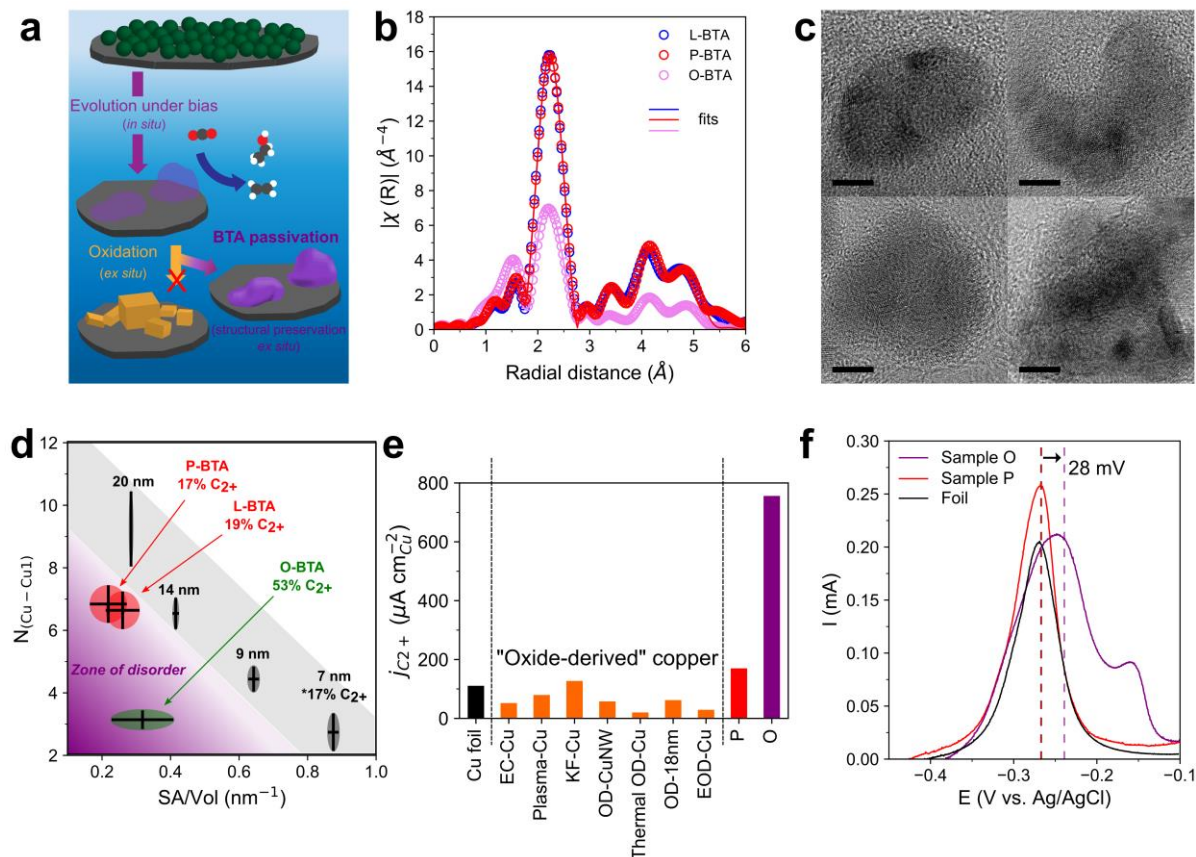 a
Evolution under bias
(in situ)
Oxidation
(ex situ)
BTA passivation
(structural preservation
ex situ)
b
|χ (R)| (Å⁻⁴)
18
16
14
12
10
8
6
4
2
0
L-BTA
P-BTA
O-BTA
fits
0 1 2 3 4 5 6
Radial distance (Å)
c
d
N(Cu − Cu1)
12
10
8
6
4
2
20 nm
P-BTA
17% C₂₊
L-BTA
19% C₂₊
O-BTA
53% C₂₊
14 nm
9 nm
7 nm
*17% C₂₊
Zone of disorder
0.2 0.4 0.6 0.8 1.0
SA/Vol (nm⁻¹)
e
jC2+ (μA cm⁻²Cu)
800
600
400
200
0
"Oxide-derived" copper
Cu foil
EC-Cu
Plasma-Cu
KF-Cu
OD-CuNW
Thermal OD-Cu
OD-18nm
EOD-Cu
P
O
f
I (mA)
0.30
0.25
0.20
0.15
0.10
0.05
0.00
Sample O
Sample P
Foil
28 mV
−0.4 −0.3 −0.2 −0.1
E (V vs. Ag/AgCl)